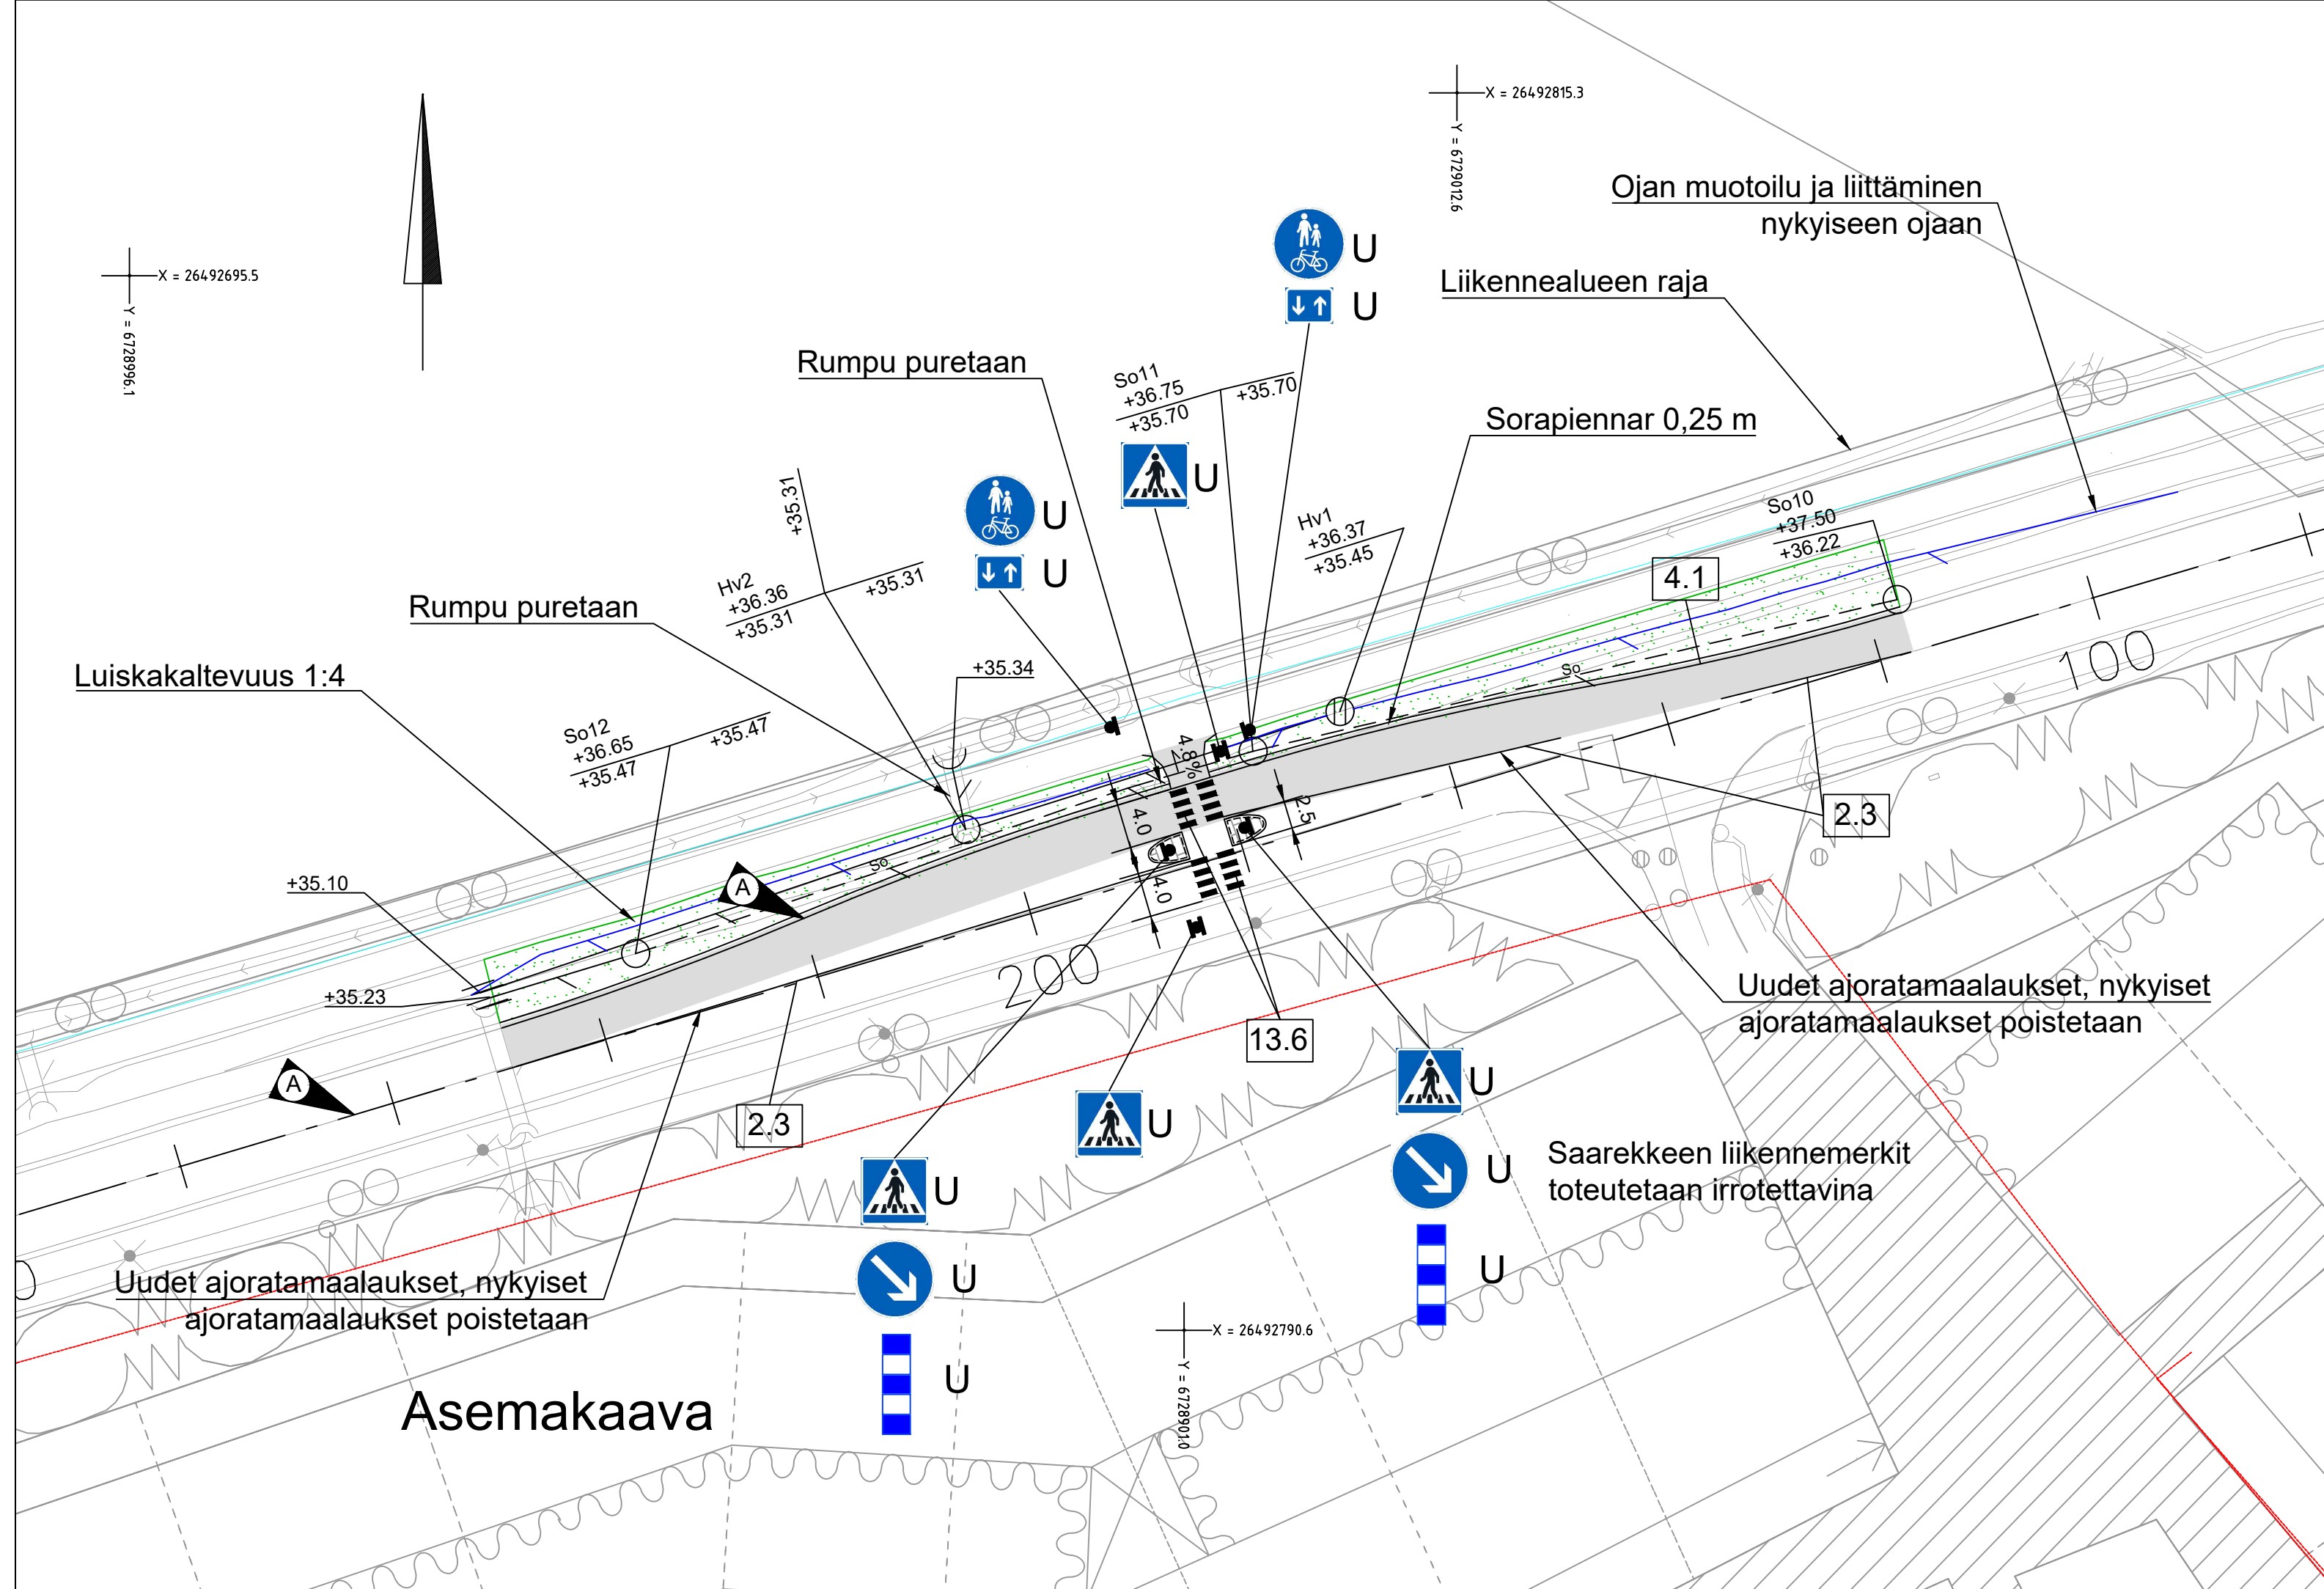 X = 26492815.3
Y = 6729012.6
Ojan muotoilu ja liittäminen
nykyiseen ojaan
X = 26492695.5
Y = 6728996.1
U
U
Liikennealueen raja
Rumpu puretaan
So11
+36.75
+35.70
+35.70
Sorapiennar 0,25 m
U
+35.31
U
U
Hv1
+36.37
+35.45
So10
+37.50
+36.22
Hv2
+36.36
+35.31
+35.31
4.1
Rumpu puretaan
Luiskakaltevuus 1:4
+35.34
So
100
So12
+36.65
+35.47
+35.47
4.8%
2.5
4.0
2.3
So
A
4.0
+35.10
200
+35.23
Uudet ajoratamaalaukset, nykyiset
ajoratamaalaukset poistetaan
13.6
A
2.3
U
U
U
U
Saarekkeen liikennemerkit
toteutetaan irrotettavina
Uudet ajoratamaalaukset, nykyiset
ajoratamaalaukset poistetaan
U
U
U
X = 26492790.6
Y = 6728901.0
Asemakaava